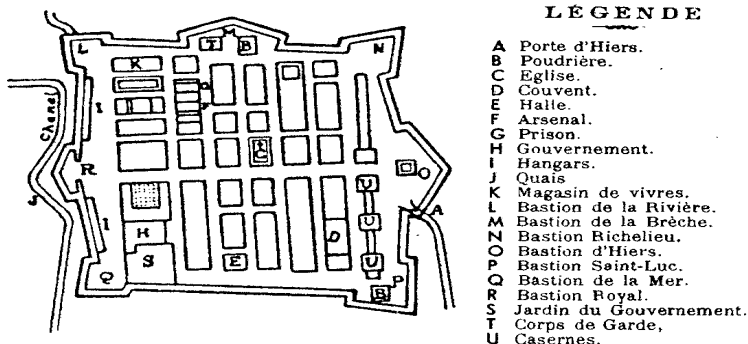 LÉGENDE
A Porte d'Hiers.
B Poudrière.
C Eglise.
D Couvent.
E Halle.
F Arsenal.
G Prison.
H Gouvernement.
I Hangars.
J Quais
K Magasin de vivres.
L Bastion de la Rivière.
M Bastion de la Brèche.
N Bastion Richelieu.
O Bastion d'Hiers.
P Bastion Saint-Luc.
Q Bastion de la Mer.
R Bastion Royal.
S Jardin du Gouvernement.
T Corps de Garde,
U Casernes.
M
L
T
B
N
K
I
F
Chenal
C
R
O
U
J
A
U
I
H
D
S
E
U
Q
P
B